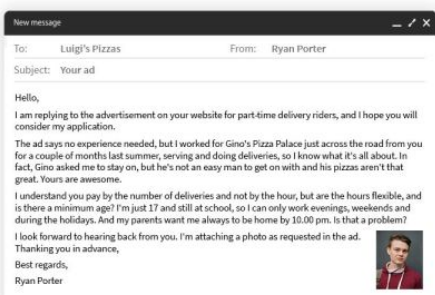 New message
To: Luigi's Pizzas From: Ryan Porter
Subject: Your ad
Hello,
I am replying to the advertisement on your website for part-time delivery riders, and I hope you will
consider my application.
The ad says no experience needed, but I worked for Gino's Pizza Palace just across the road from you
for a couple of months last summer, serving and doing deliveries, so I know what it's all about. In
fact, Gino asked me to stay on, but he's not an easy man to get on with and his pizzas aren't that
great. Yours are awesome.
I understand you pay by the number of deliveries and not by the hour, but are the hours flexible, and
is there a minimum age? I'm just 17 and still at school, so I can only work evenings, weekends and
during the holidays. And my parents want me always to be home by 10.00 pm. Is that a problem?
I look forward to hearing back from you. I'm attaching a photo as requested in the ad.
Thanking you in advance,
Best regards,
Ryan Porter